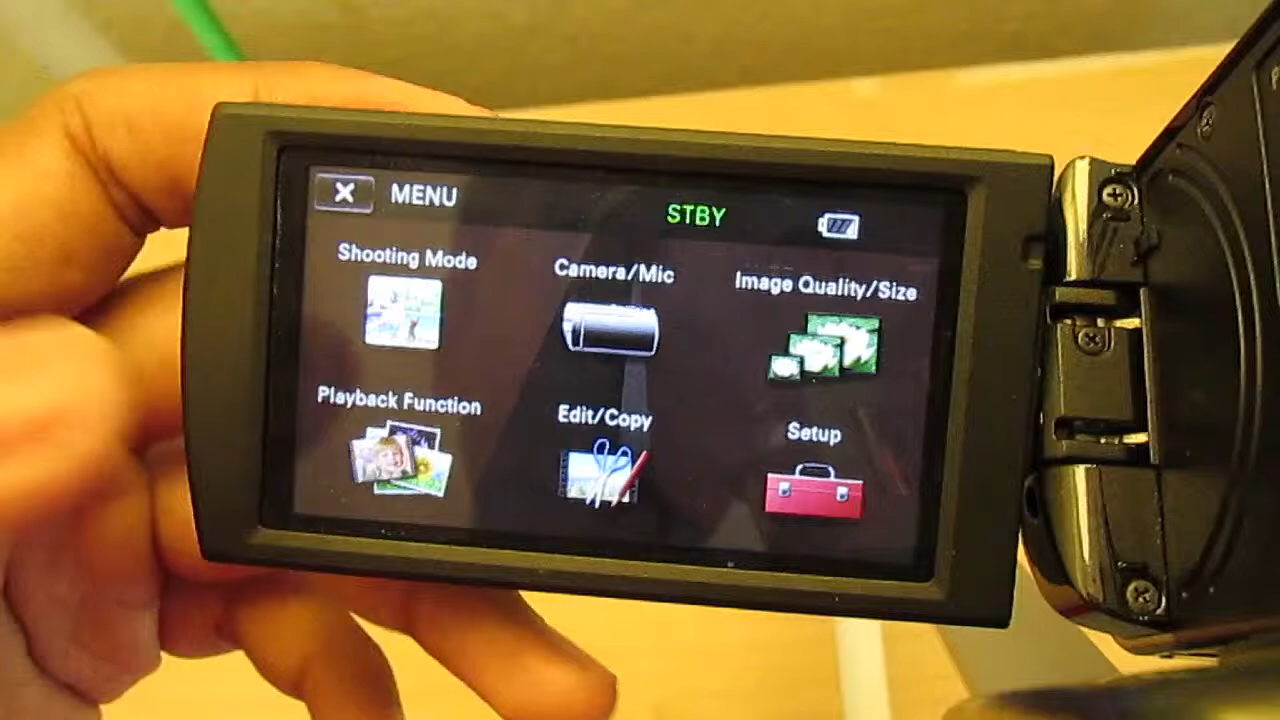 MENU
STBY
Shooting Mode
Camera/Mic
Image Quality/Size
Playback Function
Edit/Copy
Setup